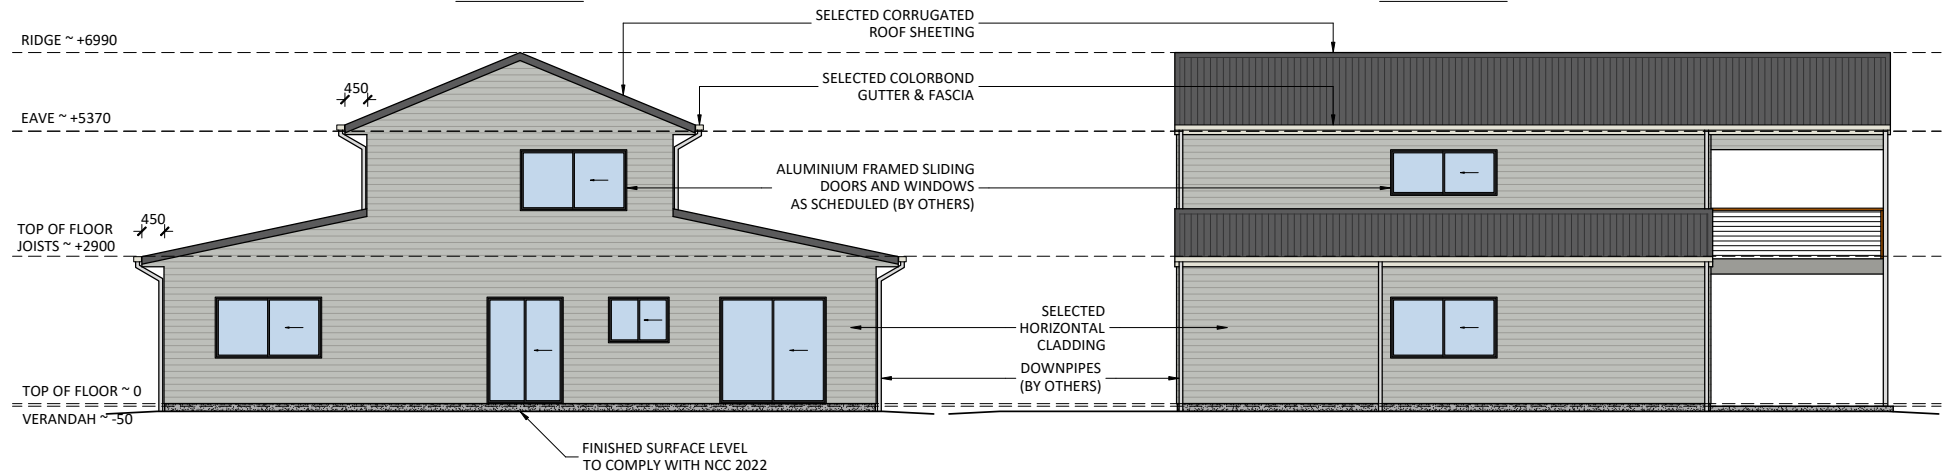 SELECTED CORRUGATED
ROOF SHEETING
RIDGE ~ +6990
SELECTED COLORBOND
GUTTER & FASCIA
450
EAVE ~ +5370
ALUMINIUM FRAMED SLIDING
DOORS AND WINDOWS
AS SCHEDULED (BY OTHERS)
450
TOP OF FLOOR
JOISTS ~ +2900
SELECTED
HORIZONTAL
CLADDING
DOWNPIPES
(BY OTHERS)
TOP OF FLOOR ~ 0
VERANDAH ~ -50
FINISHED SURFACE LEVEL
TO COMPLY WITH NCC 2022